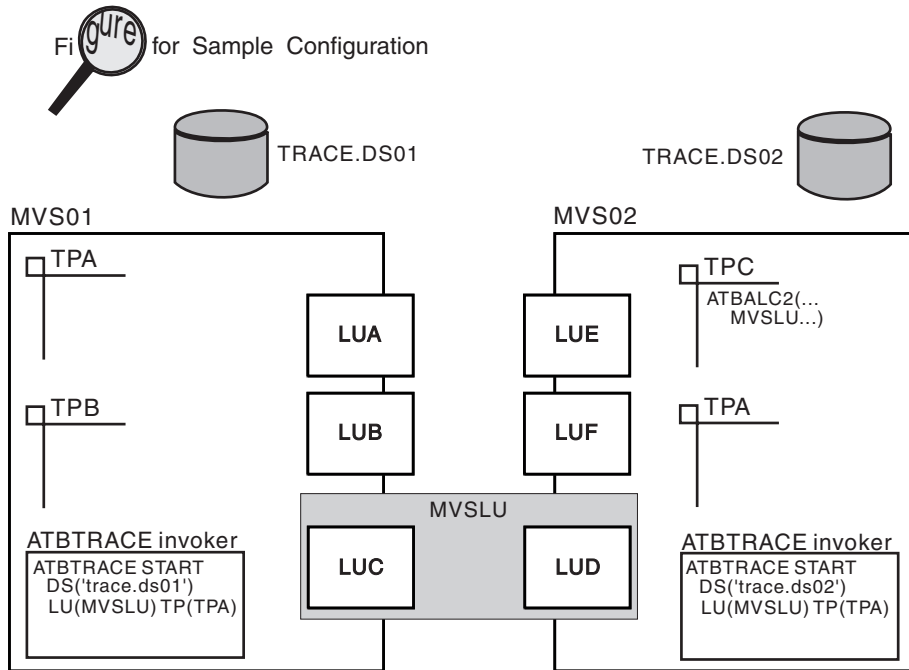 Figure for Sample Configuration
TRACE.DS01
TRACE.DS02
MVS01
MVS02
TPA
TPC
ATBALC2(...
MVSLU...)
LUA
LUE
TPB
TPA
LUB
LUF
MVSLU
LUC
LUD
ATBTRACE invoker
ATBTRACE START
DS('trace.ds01')
LU(MVSLU) TP(TPA)
ATBTRACE invoker
ATBTRACE START
DS('trace.ds02')
LU(MVSLU) TP(TPA)